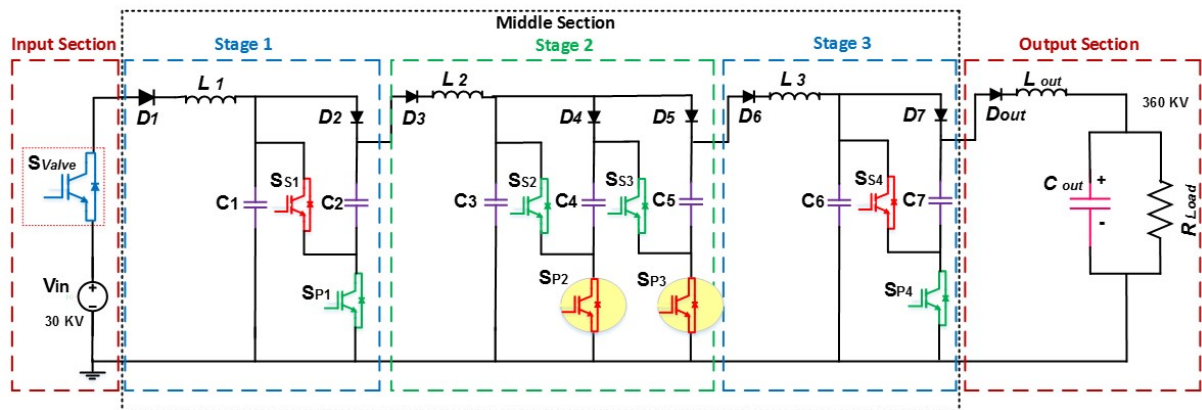 Middle Section
Input Section
Stage 1
Stage 2
Stage 3
Output Section
L 1
L 2
L 3
L out
360 KV
D1
D2
D3
D4
D5
D6
D7
Dout
SValve
SS1
SS2
SS3
SS4
C1
C2
C3
C4
C5
C6
C7
C out
+
-
R Load
SP1
SP2
SP3
SP4
Vin
+
−
30 KV